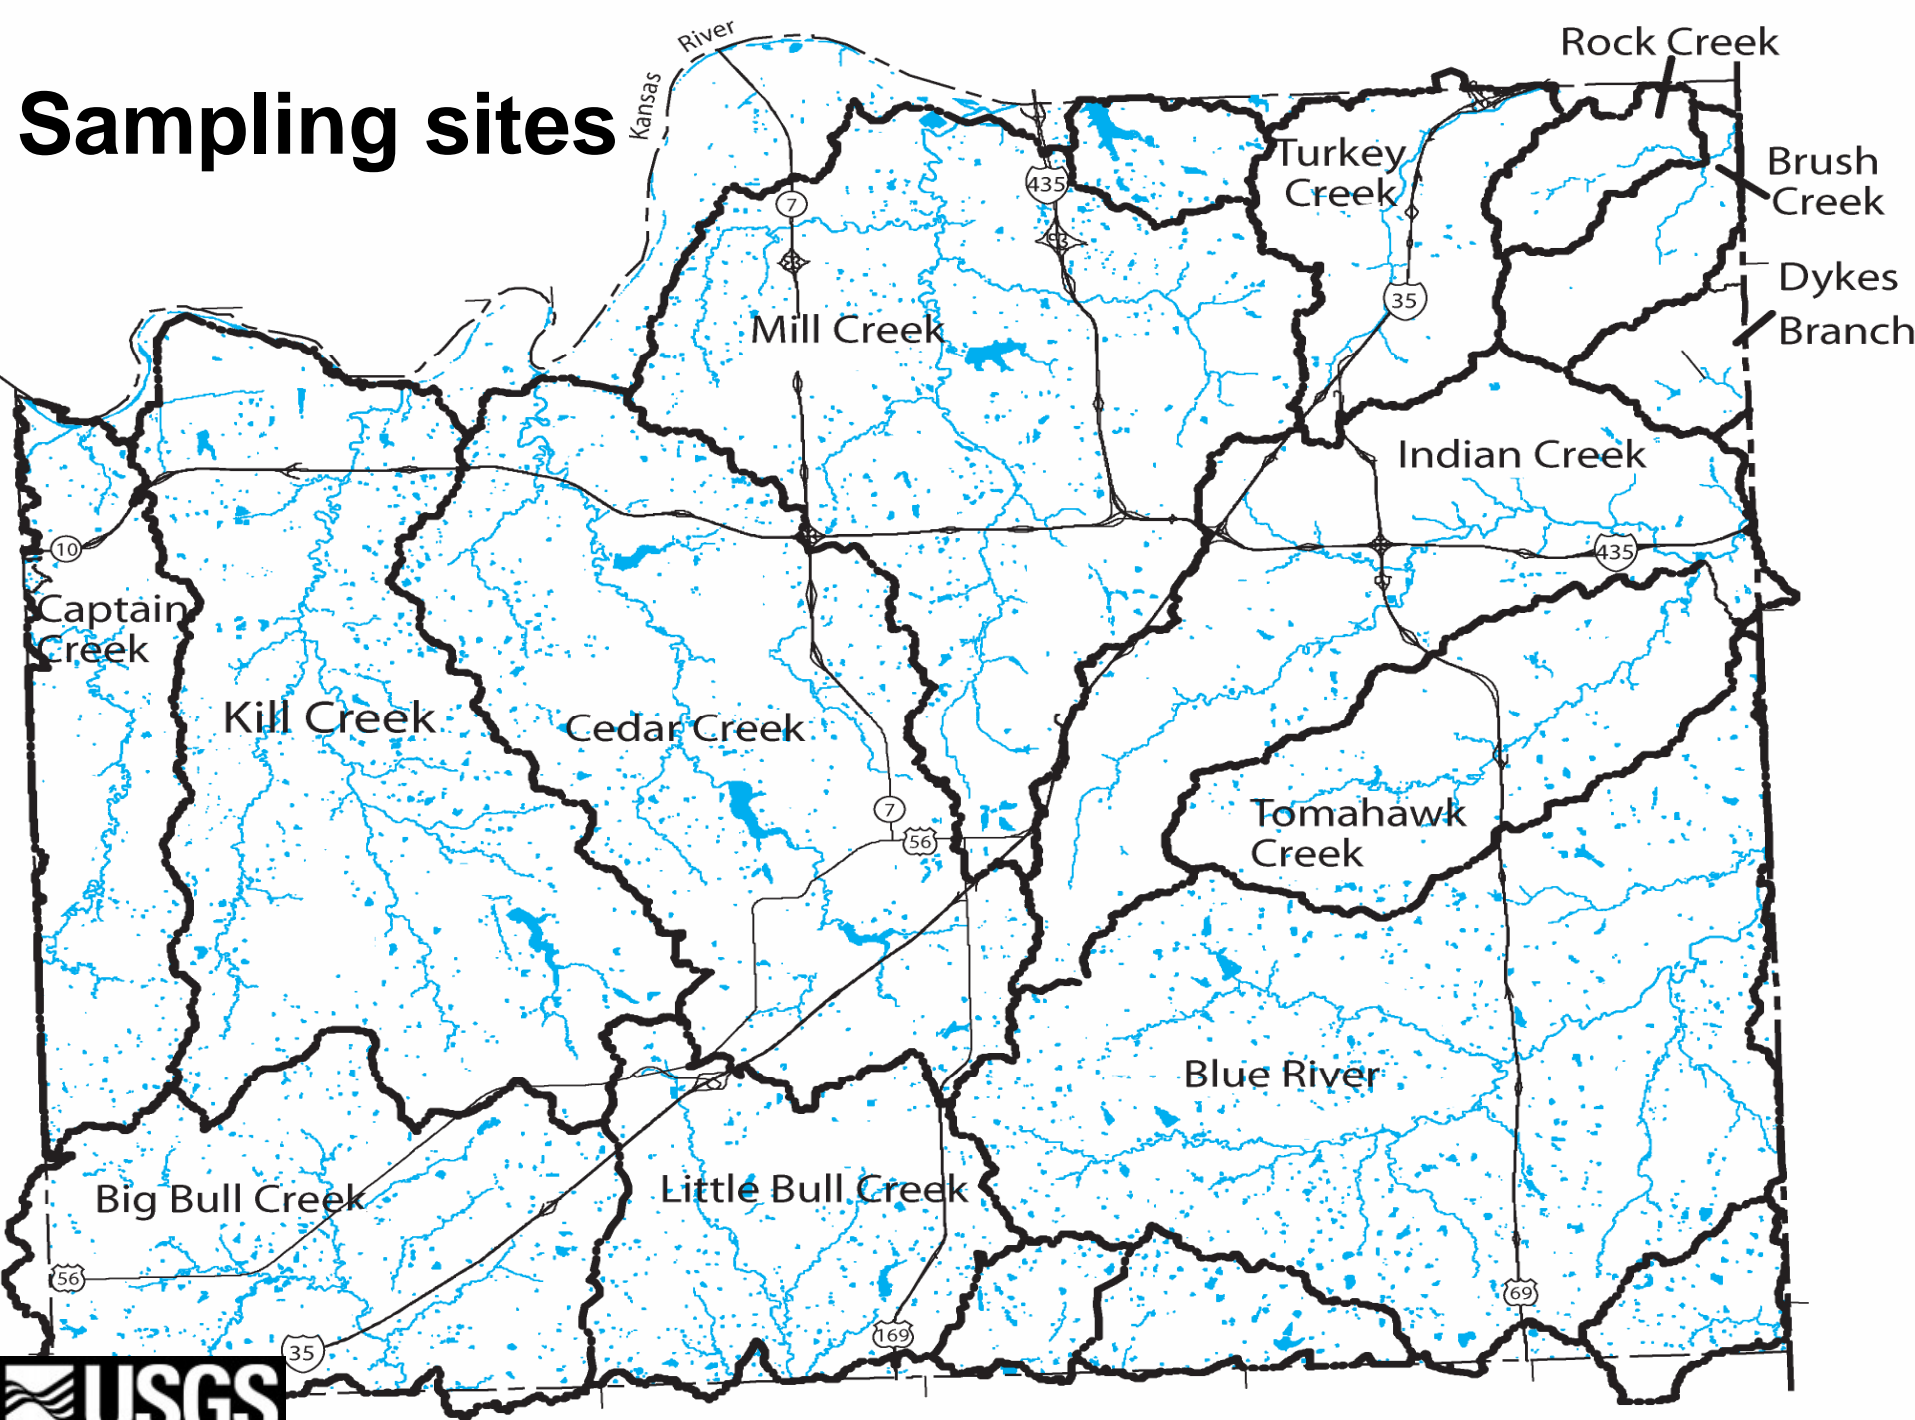 Sampling sites
Kansas
River
Rock Creek
Turkey
Creek
Brush
Creek
Dykes
Branch
435
7
35
Mill Creek
Indian Creek
435
10
Captain
Creek
Kill Creek
Cedar Creek
7
56
Tomahawk
Creek
Blue River
Big Bull Creek
Little Bull Creek
56
69
169
35
USGS